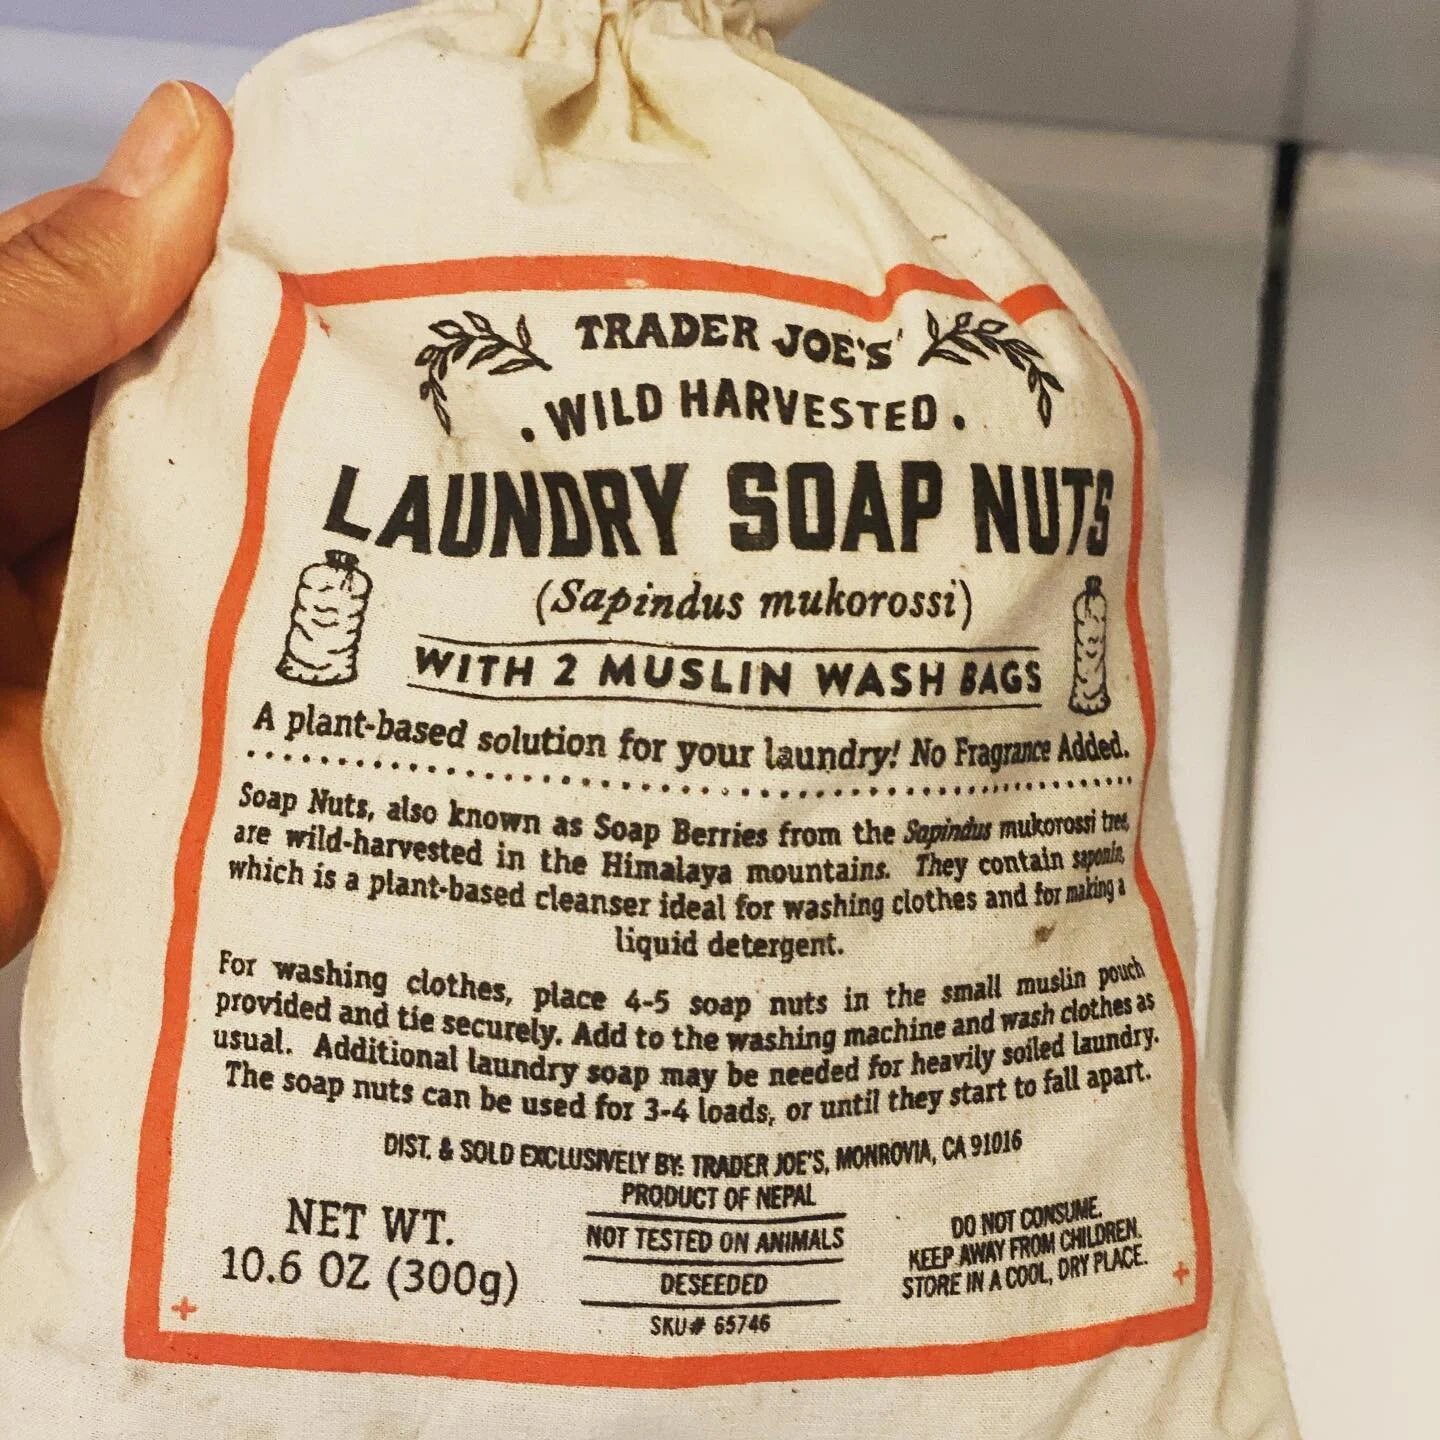 TRADER JOE'S
• WILD HARVESTED •
LAUNDRY SOAP NUTS
(Sapindus mukorossi)
WITH 2 MUSLIN WASH BAGS
A plant-based solution for your laundry! No Fragrance Added.
Soap Nuts, also known as Soap Berries from the Sapindus mukorossi tree,
are wild-harvested in the Himalaya mountains. They contain saponin,
which is a plant-based cleanser ideal for washing clothes and for making a
liquid detergent.
For washing clothes, place 4-5 soap nuts in the small muslin pouch
provided and tie securely. Add to the washing machine and wash clothes as
usual. Additional laundry soap may be needed for heavily soiled laundry.
The soap nuts can be used for 3-4 loads, or until they start to fall apart.
DIST. & SOLD EXCLUSIVELY BY: TRADER JOE'S, MONROVIA, CA 91016
NET WT.
10.6 OZ (300g)
PRODUCT OF NEPAL
NOT TESTED ON ANIMALS
DESEEDED
SKU# 65746
DO NOT CONSUME.
KEEP AWAY FROM CHILDREN.
STORE IN A COOL, DRY PLACE.